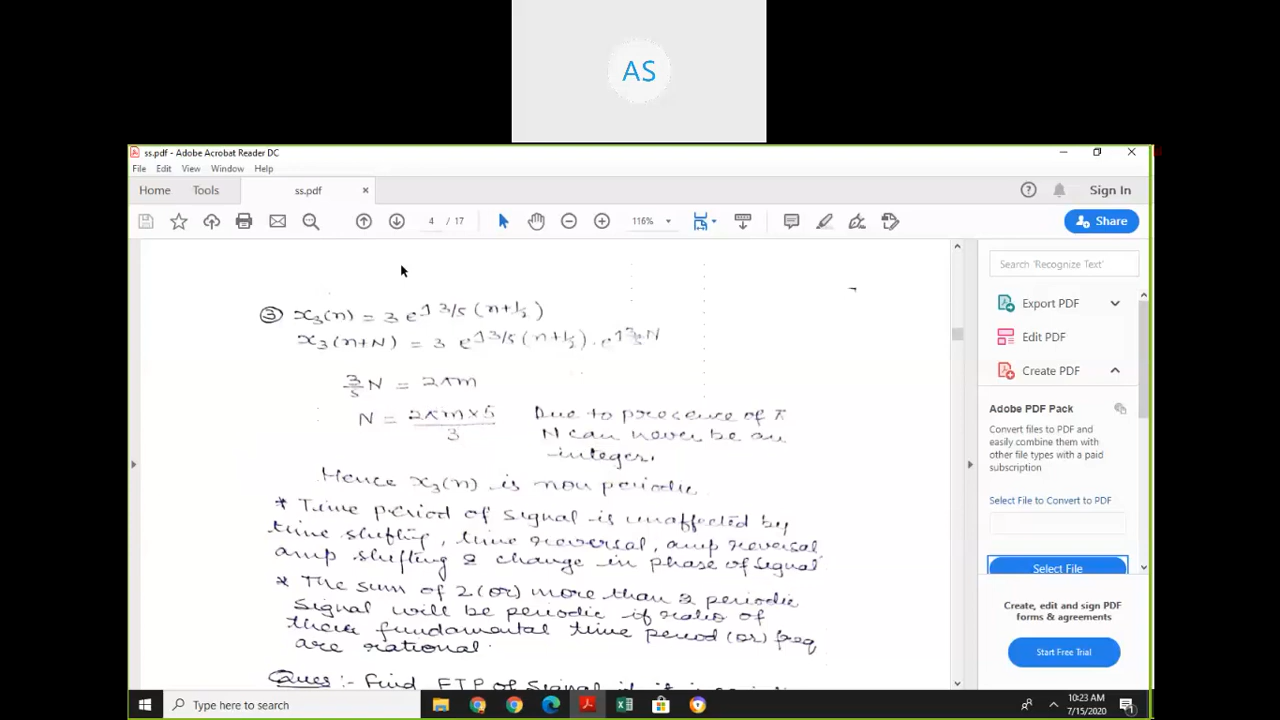 AS
ss.pdf - Adobe Acrobat Reader DC
File Edit View Window Help
Home Tools ss.pdf × Sign In
4 / 17 116% Share
Search 'Recognize Text'
Export PDF
Edit PDF
Create PDF
Adobe PDF Pack
Convert files to PDF and
easily combine them with
other file types with a paid
subscription
Select File to Convert to PDF
Select File
Create, edit and sign PDF
forms & agreements
Start Free Trial
③ x₃(n) = 3 e^{j 3/5 (n+1/2)}
x₃(n+N) = 3 e^{j 3/5 (n+1/2)} . e^{j 3/5 N}
3/5 N = 2πm
N = 2πm×5/3 Due to presence of π
N can never be an
integer.
Hence x₃(n) is non periodic
* Time period of signal is unaffected by
time shifting, time reversal, amp reversal
amp shifting & change in phase of signal
* The sum of 2 (or) more than 2 periodic
signal will be periodic if ratio of
their fundamental time period (or) freq
are rational.
Ques :- Find FTP of signal if it is
Type here to search
10:23 AM
7/15/2020